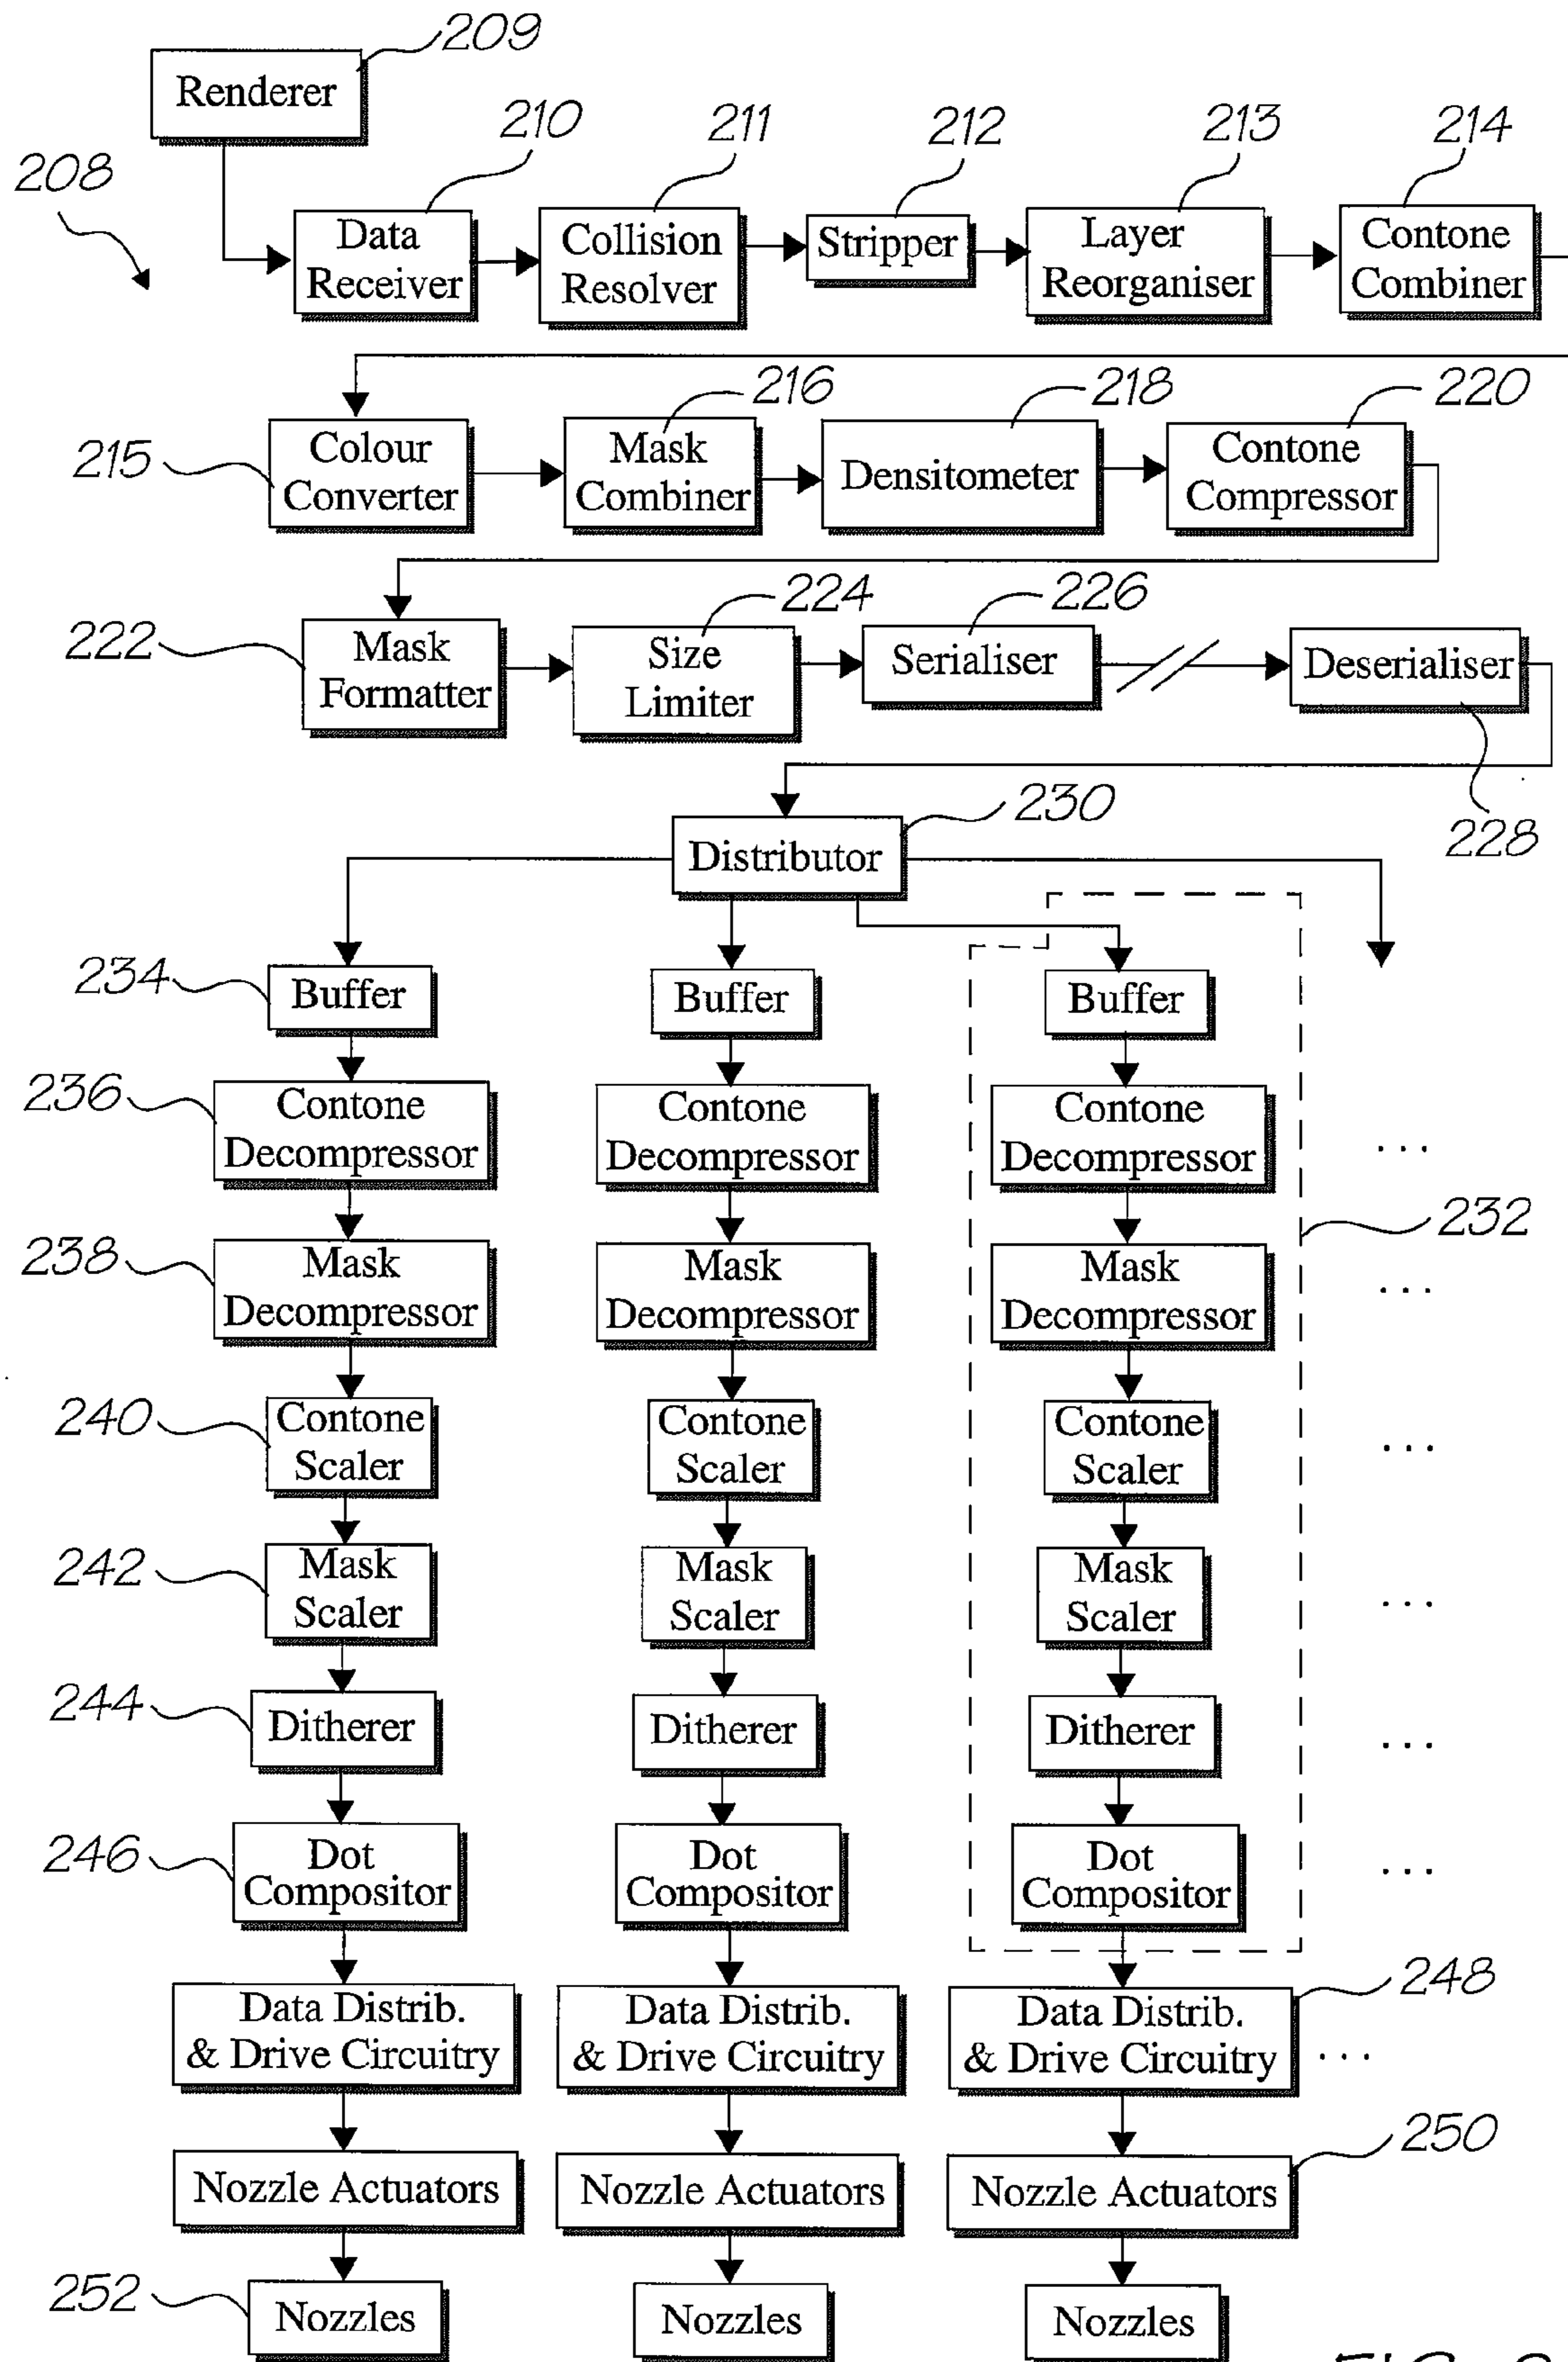 209
Renderer
208
210
211
212
213
214
Data
Receiver
Collision
Resolver
Stripper
Layer
Reorganiser
Contone
Combiner
216
218
220
215
Colour
Converter
Mask
Combiner
Densitometer
Contone
Compressor
224
226
222
Mask
Formatter
Size
Limiter
Serialiser
Deserialiser
228
230
Distributor
234
Buffer
Buffer
Buffer
236
Contone
Decompressor
Contone
Decompressor
Contone
Decompressor
...
232
238
Mask
Decompressor
Mask
Decompressor
Mask
Decompressor
...
240
Contone
Scaler
Contone
Scaler
Contone
Scaler
...
242
Mask
Scaler
Mask
Scaler
Mask
Scaler
...
244
Ditherer
Ditherer
Ditherer
...
246
Dot
Compositor
Dot
Compositor
Dot
Compositor
...
248
Data Distrib.
& Drive Circuitry
Data Distrib.
& Drive Circuitry
Data Distrib.
& Drive Circuitry
...
250
Nozzle Actuators
Nozzle Actuators
Nozzle Actuators
252
Nozzles
Nozzles
Nozzles